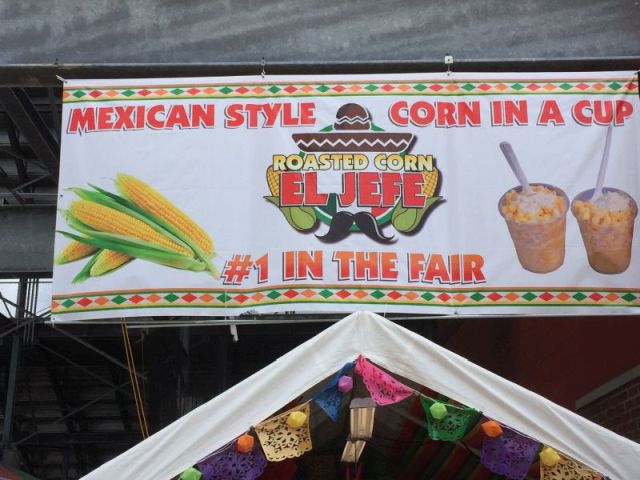 MEXICAN STYLE CORN IN A CUP
ROASTED CORN
EL JEFE
#1 IN THE FAIR